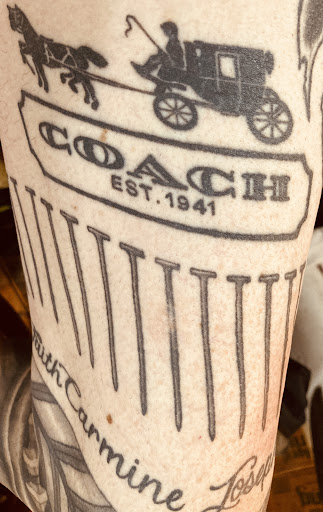 COACH
EST. 1941
Carmine